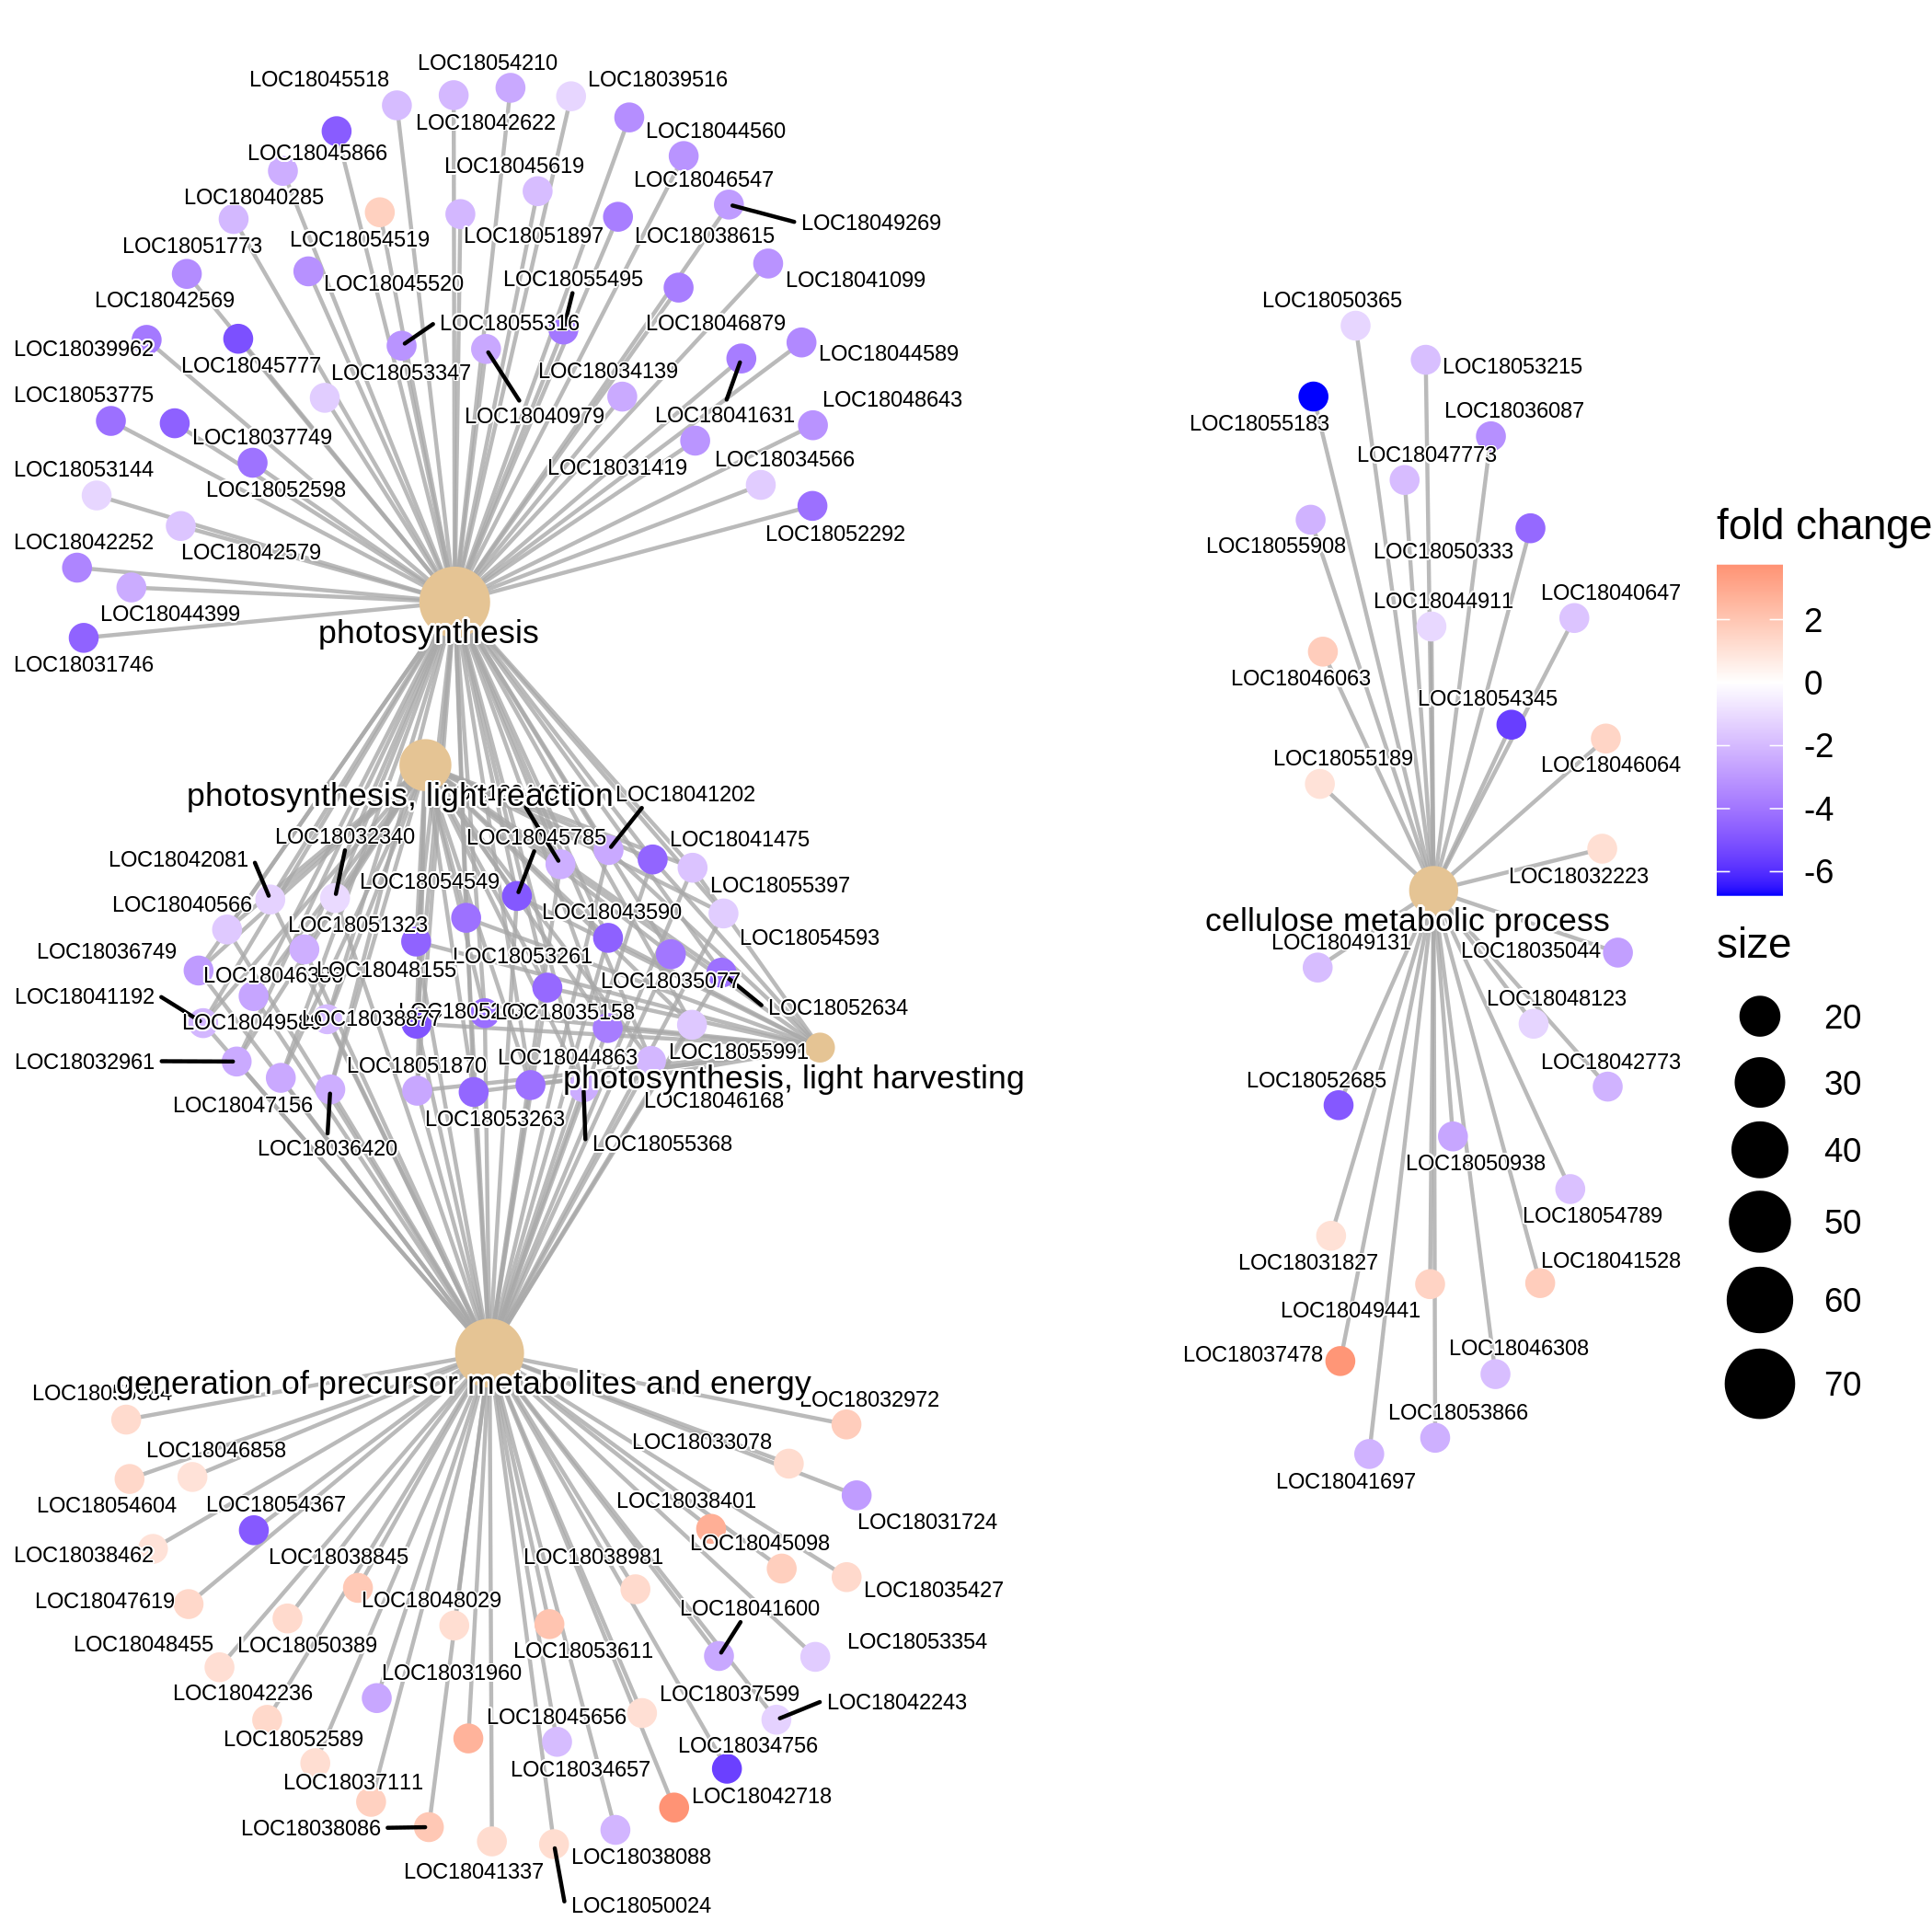 LOC18054210
LOC18045518
LOC18039516
LOC18042622
LOC18044560
LOC18045866
LOC18045619
LOC18046547
LOC18040285
LOC18049269
LOC18054519
LOC18051897
LOC18038615
LOC18051773
LOC18045520
LOC18055495
LOC18041099
LOC18042569
LOC18055316
LOC18046879
LOC18039962
LOC18045777
LOC18053347
LOC18034139
LOC18044589
LOC18053775
LOC18040979
LOC18041631
LOC18048643
LOC18037749
LOC18053144
LOC18052598
LOC18031419
LOC18034566
LOC18042252
LOC18042579
LOC18052292
LOC18044399
photosynthesis
LOC18031746
photosynthesis, light reaction
LOC18041202
LOC18032340
LOC18045785
LOC18041475
LOC18042081
LOC18054549
LOC18055397
LOC18040566
LOC18051323
LOC18043590
LOC18054593
LOC18036749
LOC18048155
LOC18053261
LOC18035077
LOC18041192
LOC18052634
LOC18038877
LOC18035158
LOC18032961
LOC18051870
LOC18044863
LOC18055991
photosynthesis, light harvesting
LOC18047156
LOC18053263
LOC18046168
LOC18036420
LOC18055368
generation of precursor metabolites and energy
LOC18032972
LOC18046858
LOC18033078
LOC18054604
LOC18054367
LOC18038401
LOC18031724
LOC18038462
LOC18038845
LOC18038981
LOC18045098
LOC18047619
LOC18048029
LOC18041600
LOC18035427
LOC18048455
LOC18050389
LOC18053611
LOC18053354
LOC18031960
LOC18042236
LOC18037599
LOC18042243
LOC18052589
LOC18045656
LOC18034756
LOC18037111
LOC18034657
LOC18042718
LOC18038086
LOC18041337
LOC18038088
LOC18050024
LOC18050365
LOC18053215
LOC18055183
LOC18036087
LOC18047773
LOC18055908
LOC18050333
LOC18044911
LOC18040647
LOC18046063
LOC18054345
LOC18055189
LOC18046064
LOC18032223
cellulose metabolic process
LOC18049131
LOC18035044
LOC18048123
LOC18042773
LOC18052685
LOC18050938
LOC18054789
LOC18031827
LOC18041528
LOC18049441
LOC18037478
LOC18046308
LOC18053866
LOC18041697
fold change
2
0
-2
-4
-6
size
20
30
40
50
60
70